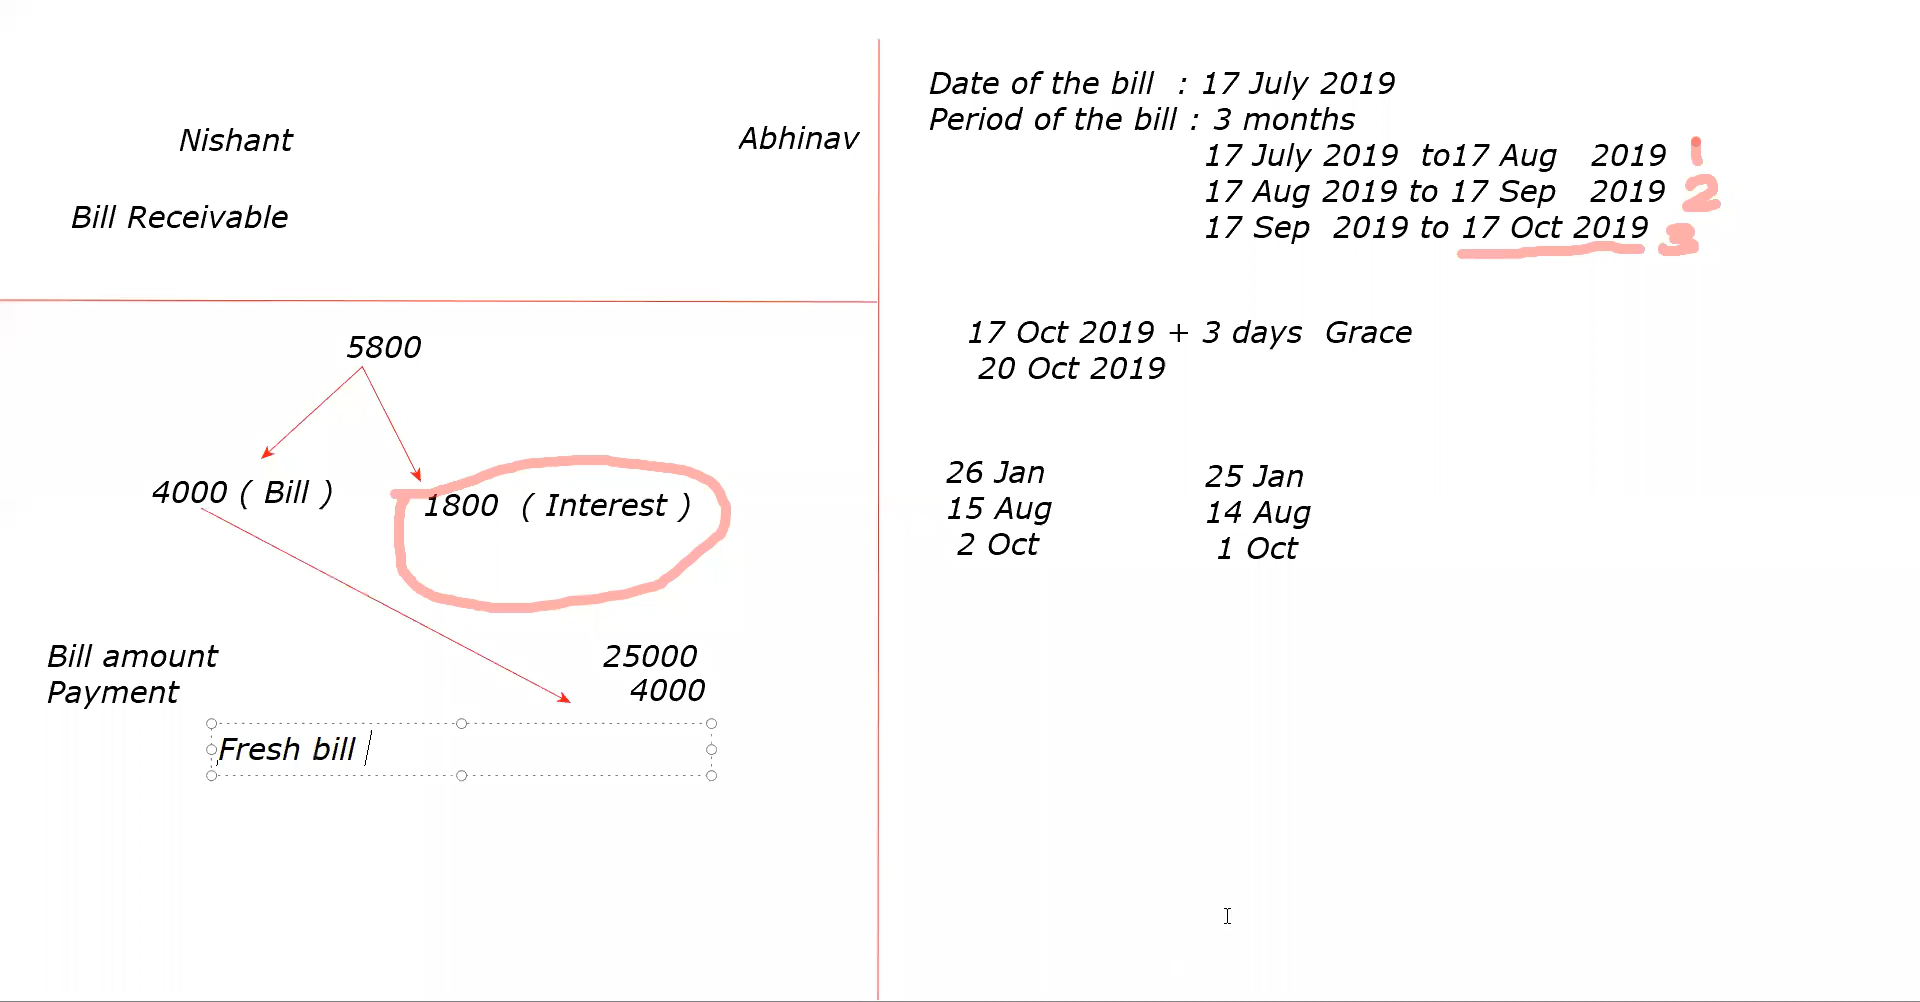 Nishant Abhinav
Bill Receivable
5800
4000 ( Bill ) 1800 ( Interest )
Bill amount 25000
Payment 4000
Fresh bill
Date of the bill : 17 July 2019
Period of the bill : 3 months
17 July 2019 to17 Aug 2019 1
17 Aug 2019 to 17 Sep 2019 2
17 Sep 2019 to 17 Oct 2019 3
17 Oct 2019 + 3 days Grace
20 Oct 2019
26 Jan 25 Jan
15 Aug 14 Aug
2 Oct 1 Oct